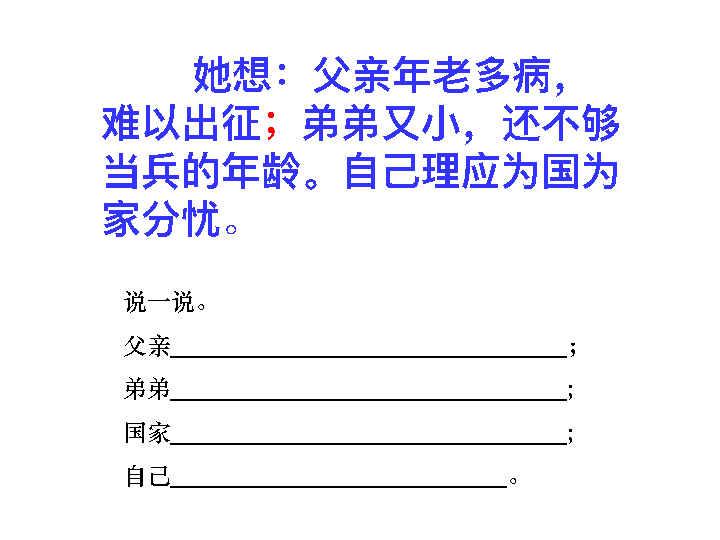 她想：父亲年老多病，
难以出征；弟弟又小，还不够
当兵的年龄。自己理应为国为
家分忧。
说一说。
父亲_________________________________；
弟弟_________________________________；
国家_________________________________；
自己____________________________。